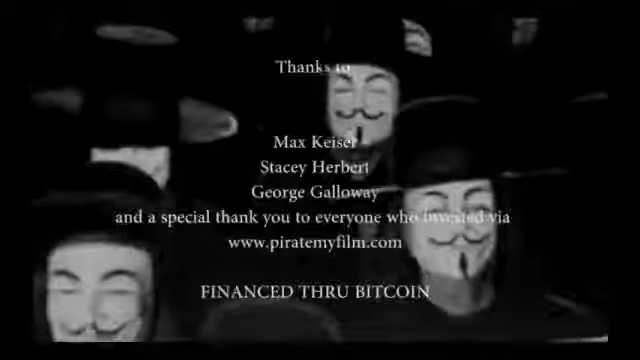 Thanks to
Max Keiser
Stacey Herbert
George Galloway
and a special thank you to everyone who invested via
www.piratemyfilm.com
FINANCED THRU BITCOIN